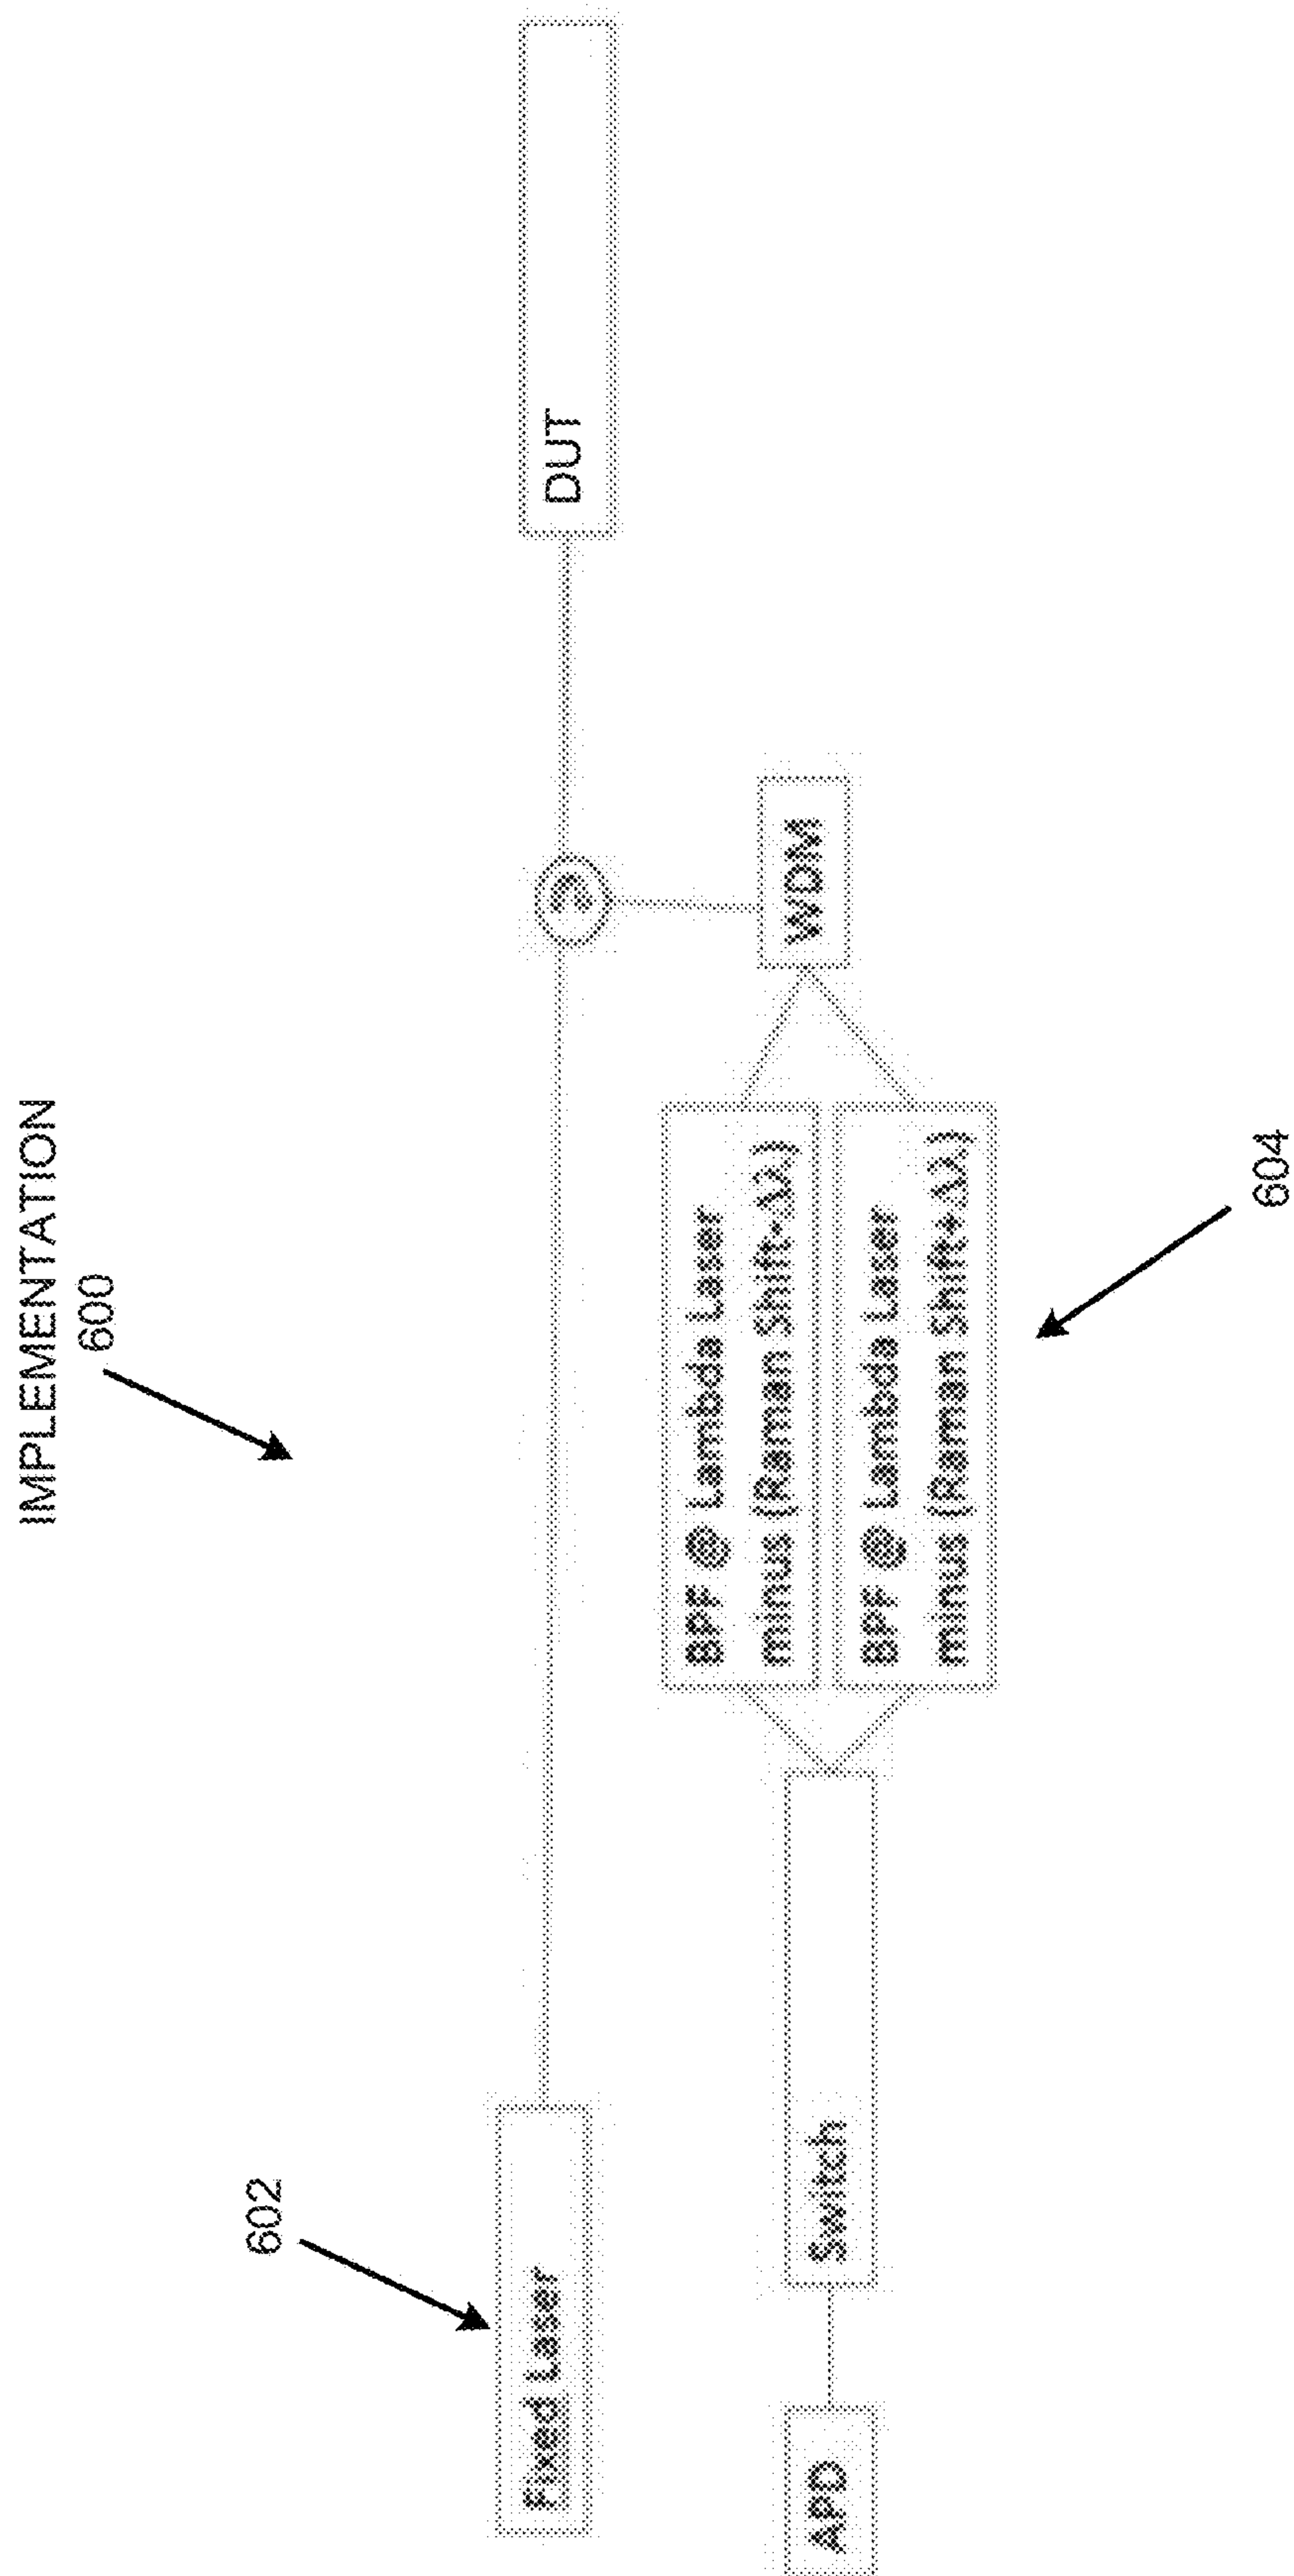 IMPLEMENTATION
600
602
Fixed Laser
DUT
WDM
BPF @ Lambda Laser
minus (Raman Shift-Δλ)
BPF @ Lambda Laser
minus (Raman Shift+Δλ)
604
Switch
APD